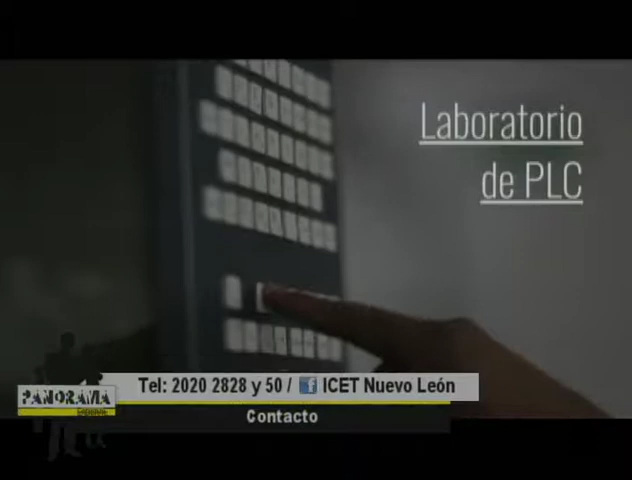 Laboratorio
de PLC
Tel: 2020 2828 y 50 / f ICET Nuevo León
PANORAMA
Contacto